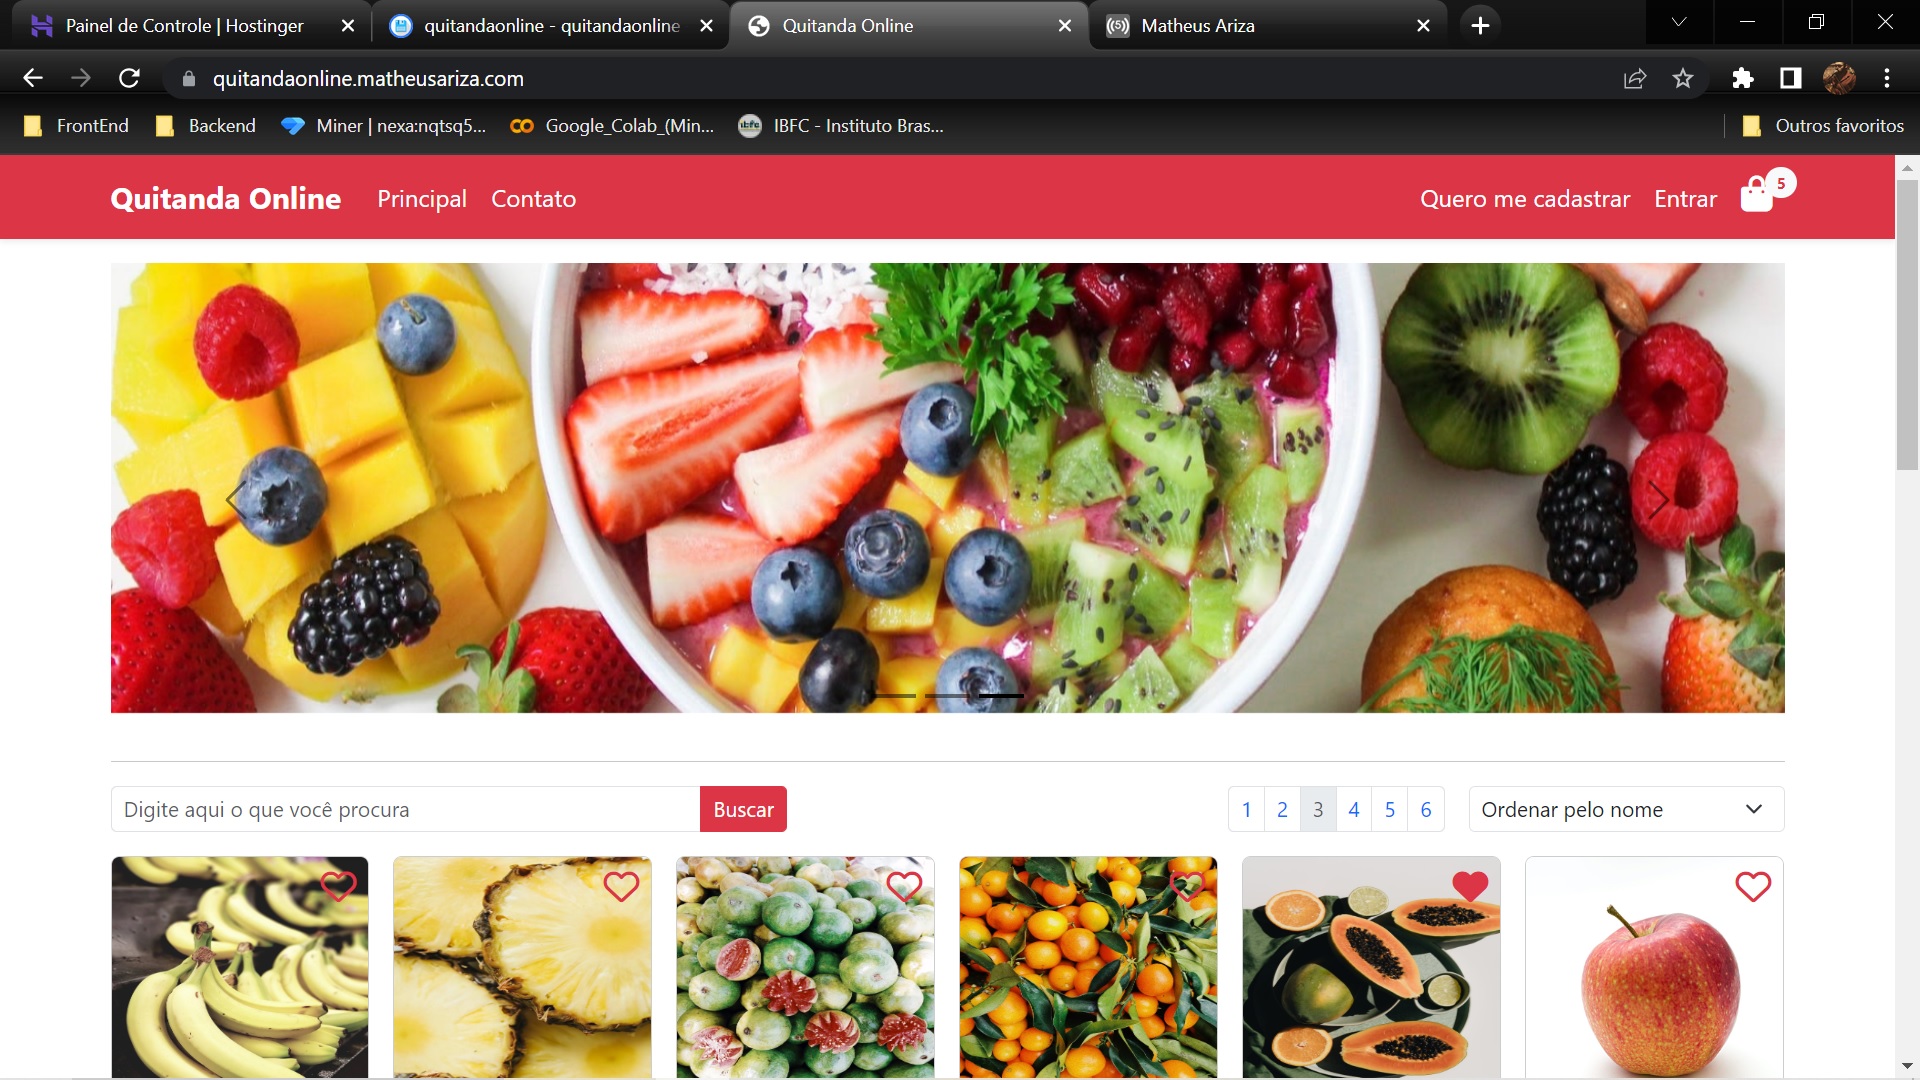 Painel de Controle | Hostinger
quitandaonline - quitandaonline
Quitanda Online
Matheus Ariza
quitandaonline.matheusariza.com
FrontEnd
Backend
Miner | nexa:nqtsq5...
Google_Colab_(Min...
IBFC - Instituto Bras...
Outros favoritos
Quitanda Online
Principal
Contato
Quero me cadastrar
Entrar
5
Digite aqui o que você procura
Buscar
1 2 3 4 5 6
Ordenar pelo nome